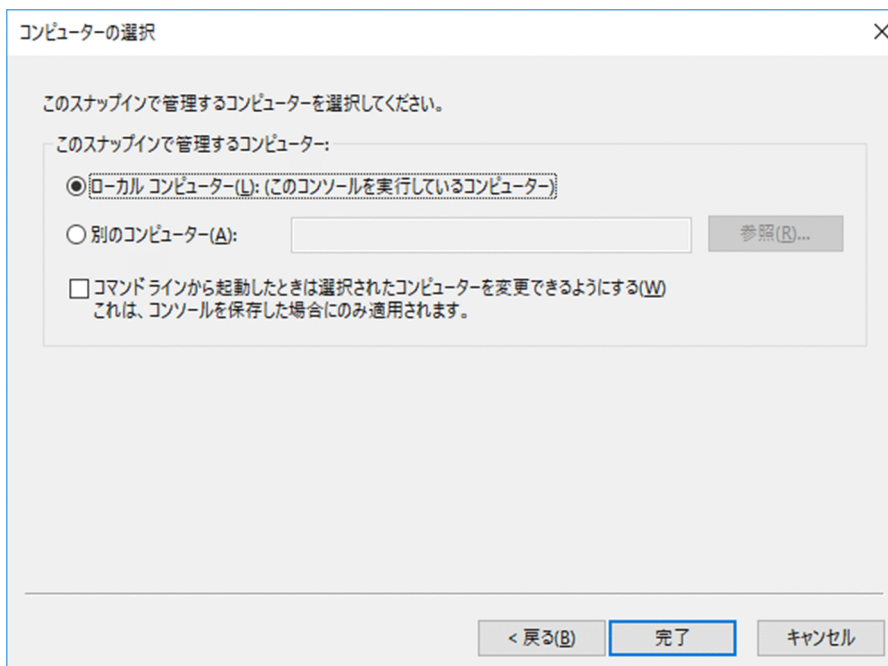 コンピューターの選択
このスナップインで管理するコンピューターを選択してください。
このスナップインで管理するコンピューター:
ローカル コンピューター(L): (このコンソールを実行しているコンピューター)
別のコンピューター(A):
参照(R)...
コマンド ラインから起動したときは選択されたコンピューターを変更できるようにする(W)
これは、コンソールを保存した場合にのみ適用されます。
< 戻る(B)
完了
キャンセル